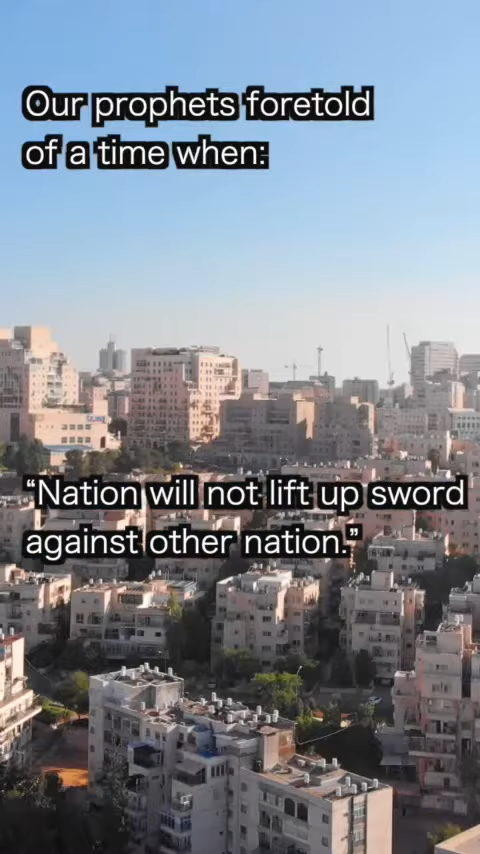 Our prophets foretold
of a time when:
“Nation will not lift up sword
against other nation.”